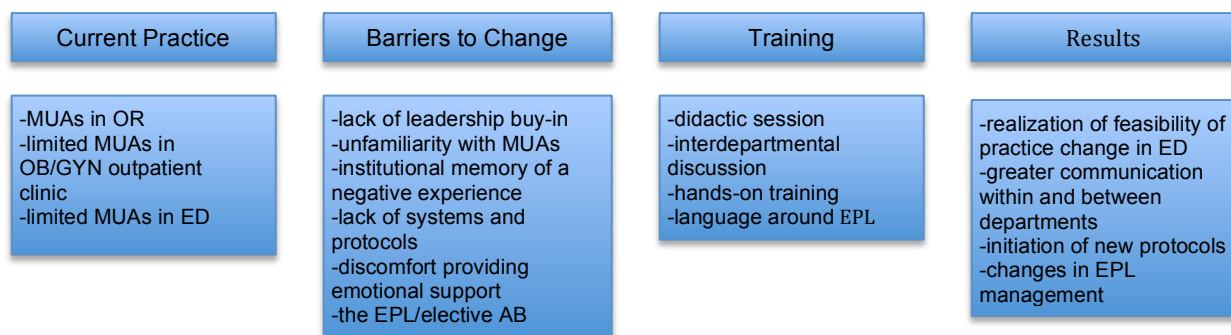 Current Practice
Barriers to Change
Training
Results
-MUAs in OR
-limited MUAs in
OB/GYN outpatient
clinic
-limited MUAs in ED
-lack of leadership buy-in
-unfamiliarity with MUAs
-institutional memory of a
negative experience
-lack of systems and
protocols
-discomfort providing
emotional support
-the EPL/elective AB
-didactic session
-interdepartmental
discussion
-hands-on training
-language around EPL
-realization of feasibility of
practice change in ED
-greater communication
within and between
departments
-initiation of new protocols
-changes in EPL
management